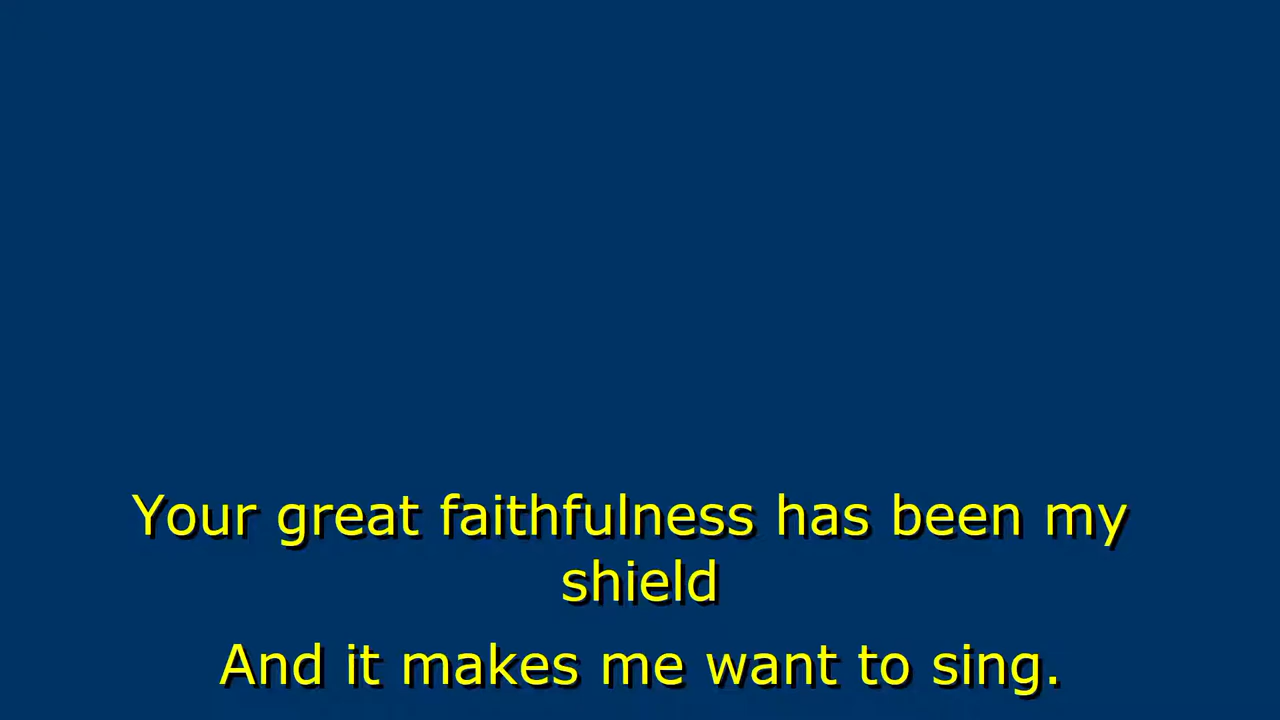 Your great faithfulness has been my
shield
And it makes me want to sing.